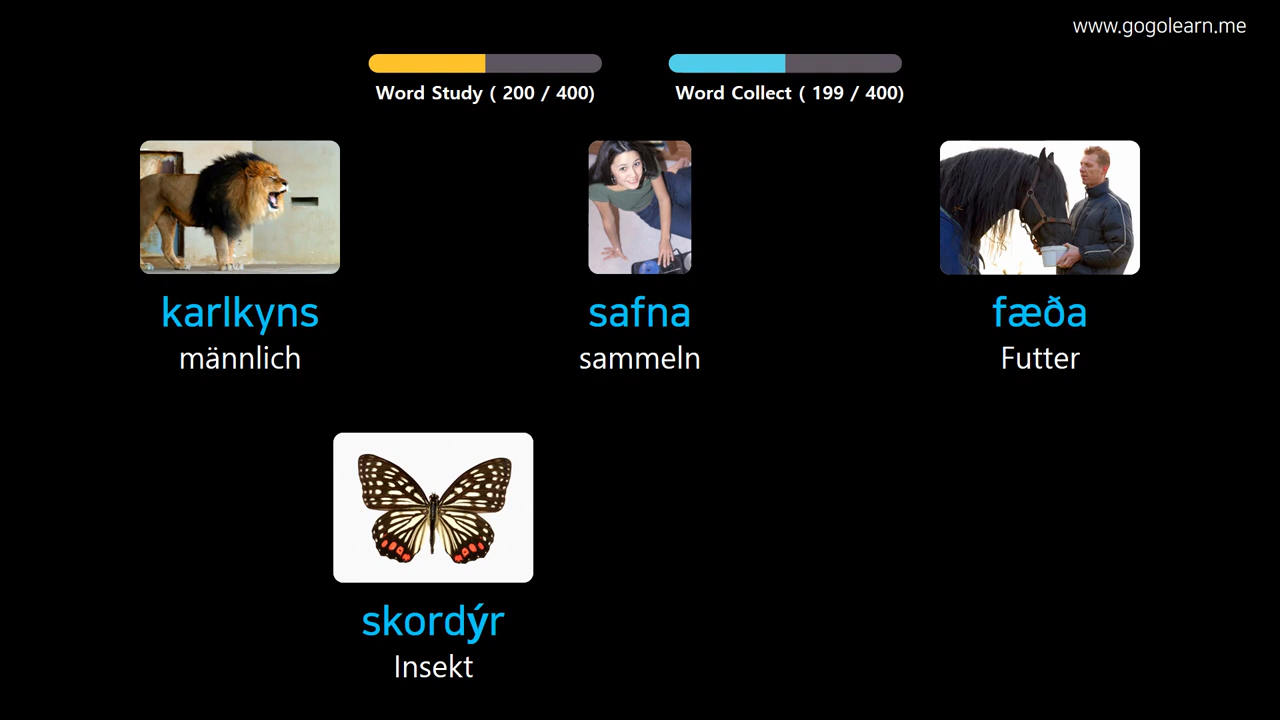 www.gogolearn.me
Word Study ( 200 / 400)
Word Collect ( 199 / 400)
karlkyns
männlich
safna
sammeln
fæða
Futter
skordýr
Insekt